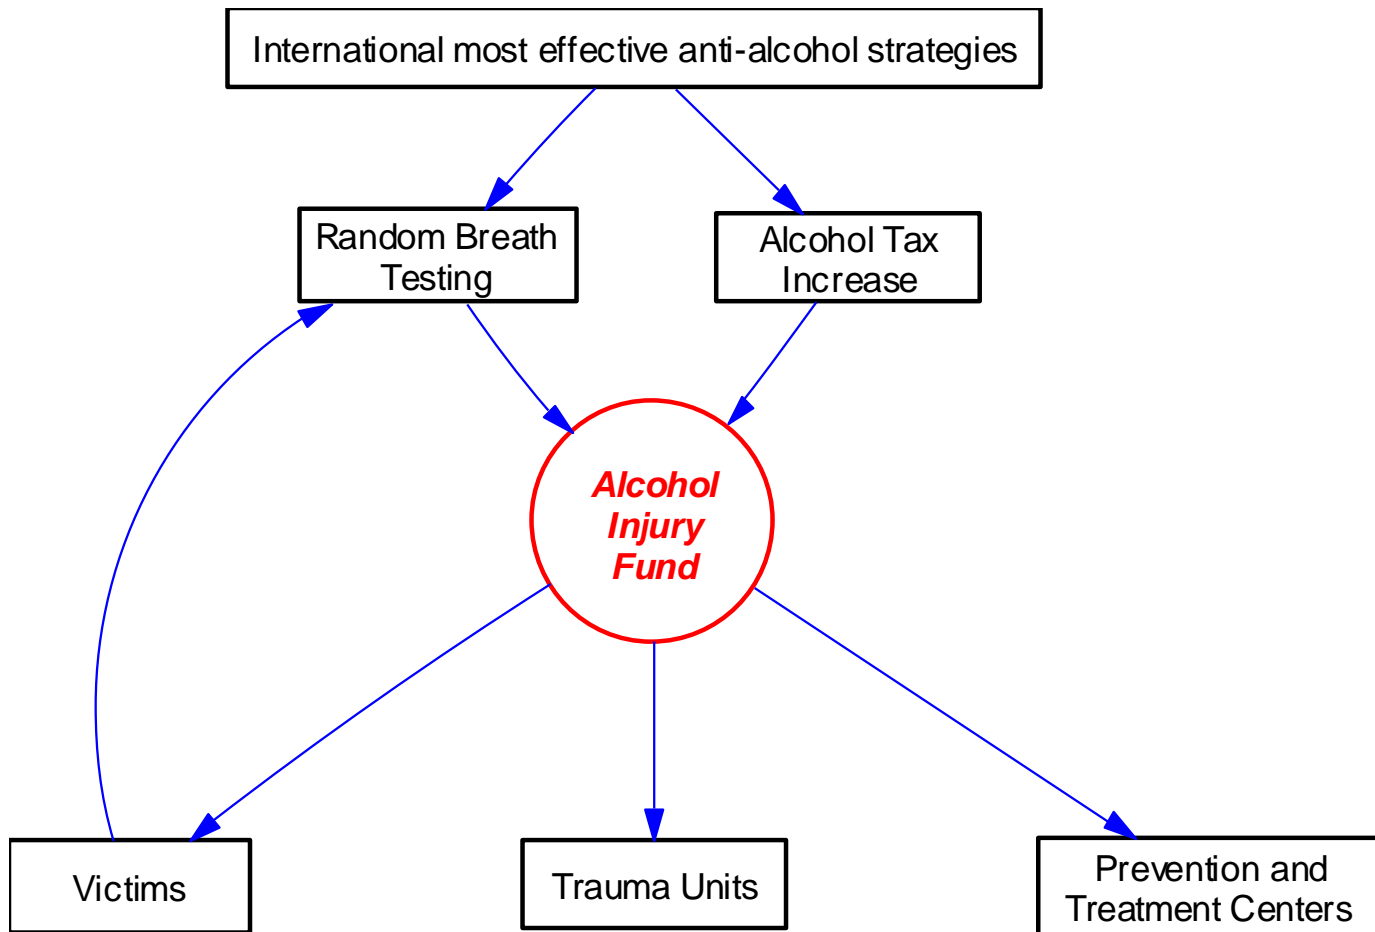 International most effective anti-alcohol strategies
Random Breath
Testing
Alcohol Tax
Increase
Alcohol
Injury
Fund
Victims
Trauma Units
Prevention and
Treatment Centers